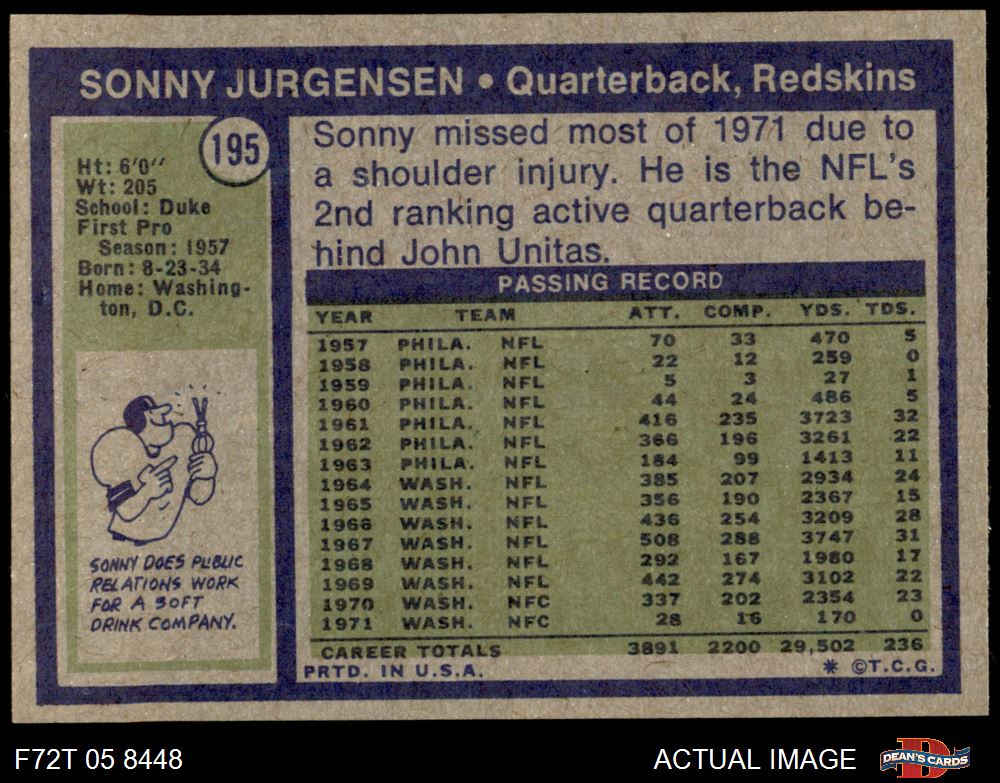 SONNY JURGENSEN • Quarterback, Redskins
195
Ht: 6'0"
Wt: 205
School: Duke
First Pro
Season: 1957
Born: 8-23-34
Home: Washing-
ton, D.C.
SONNY DOES PUBLIC
RELATIONS WORK
FOR A SOFT
DRINK COMPANY.
Sonny missed most of 1971 due to
a shoulder injury. He is the NFL's
2nd ranking active quarterback be-
hind John Unitas.
PASSING RECORD
YEAR TEAM ATT. COMP. YDS. TDS.
1957 PHILA. NFL 70 33 470 5
1958 PHILA. NFL 22 12 259 0
1959 PHILA. NFL 5 3 27 1
1960 PHILA. NFL 44 24 486 5
1961 PHILA. NFL 416 235 3723 32
1962 PHILA. NFL 366 196 3261 22
1963 PHILA. NFL 184 99 1413 11
1964 WASH. NFL 385 207 2934 24
1965 WASH. NFL 356 190 2367 15
1966 WASH. NFL 436 254 3209 28
1967 WASH. NFL 508 288 3747 31
1968 WASH. NFL 292 167 1980 17
1969 WASH. NFL 442 274 3102 22
1970 WASH. NFC 337 202 2354 23
1971 WASH. NFC 28 16 170 0
CAREER TOTALS 3891 2200 29,502 236
PRTD. IN U.S.A. * ©T.C.G.
F72T 05 8448 ACTUAL IMAGE DEAN'S CARDS